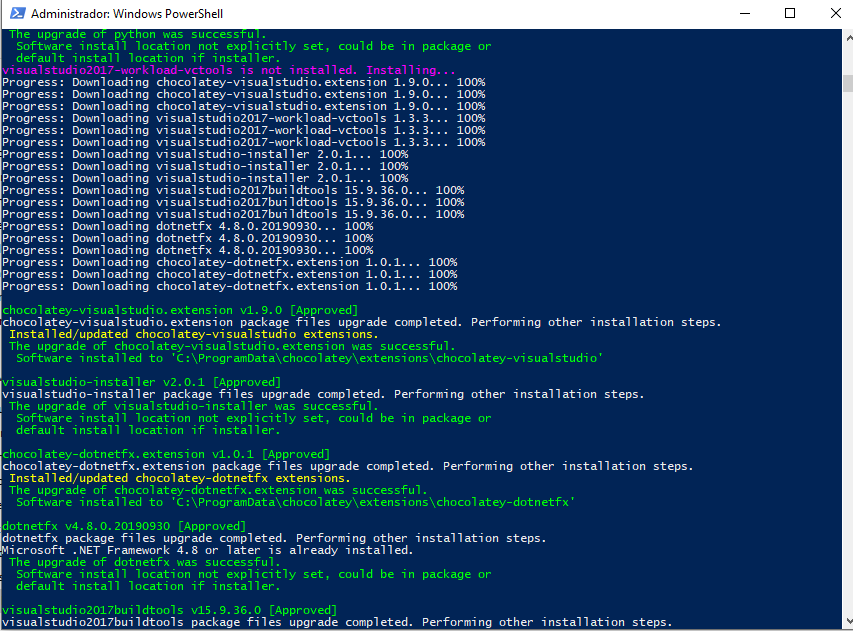 Administrador: Windows PowerShell
The upgrade of python was successful.
Software install location not explicitly set, could be in package or
default install location if installer.
visualstudio2017-workload-vctools is not installed. Installing...
Progress: Downloading chocolatey-visualstudio.extension 1.9.0... 100%
Progress: Downloading chocolatey-visualstudio.extension 1.9.0... 100%
Progress: Downloading chocolatey-visualstudio.extension 1.9.0... 100%
Progress: Downloading visualstudio2017-workload-vctools 1.3.3... 100%
Progress: Downloading visualstudio2017-workload-vctools 1.3.3... 100%
Progress: Downloading visualstudio2017-workload-vctools 1.3.3... 100%
Progress: Downloading visualstudio-installer 2.0.1... 100%
Progress: Downloading visualstudio-installer 2.0.1... 100%
Progress: Downloading visualstudio-installer 2.0.1... 100%
Progress: Downloading visualstudio2017buildtools 15.9.36.0... 100%
Progress: Downloading visualstudio2017buildtools 15.9.36.0... 100%
Progress: Downloading visualstudio2017buildtools 15.9.36.0... 100%
Progress: Downloading dotnetfx 4.8.0.20190930... 100%
Progress: Downloading dotnetfx 4.8.0.20190930... 100%
Progress: Downloading dotnetfx 4.8.0.20190930... 100%
Progress: Downloading chocolatey-dotnetfx.extension 1.0.1... 100%
Progress: Downloading chocolatey-dotnetfx.extension 1.0.1... 100%
Progress: Downloading chocolatey-dotnetfx.extension 1.0.1... 100%
chocolatey-visualstudio.extension v1.9.0 [Approved]
chocolatey-visualstudio.extension package files upgrade completed. Performing other installation steps.
Installed/updated chocolatey-visualstudio extensions.
The upgrade of chocolatey-visualstudio.extension was successful.
Software installed to 'C:\ProgramData\chocolatey\extensions\chocolatey-visualstudio'
visualstudio-installer v2.0.1 [Approved]
visualstudio-installer package files upgrade completed. Performing other installation steps.
The upgrade of visualstudio-installer was successful.
Software install location not explicitly set, could be in package or
default install location if installer.
chocolatey-dotnetfx.extension v1.0.1 [Approved]
chocolatey-dotnetfx.extension package files upgrade completed. Performing other installation steps.
Installed/updated chocolatey-dotnetfx extensions.
The upgrade of chocolatey-dotnetfx.extension was successful.
Software installed to 'C:\ProgramData\chocolatey\extensions\chocolatey-dotnetfx'
dotnetfx v4.8.0.20190930 [Approved]
dotnetfx package files upgrade completed. Performing other installation steps.
Microsoft .NET Framework 4.8 or later is already installed.
The upgrade of dotnetfx was successful.
Software install location not explicitly set, could be in package or
default install location if installer.
visualstudio2017buildtools v15.9.36.0 [Approved]
visualstudio2017buildtools package files upgrade completed. Performing other installation steps.